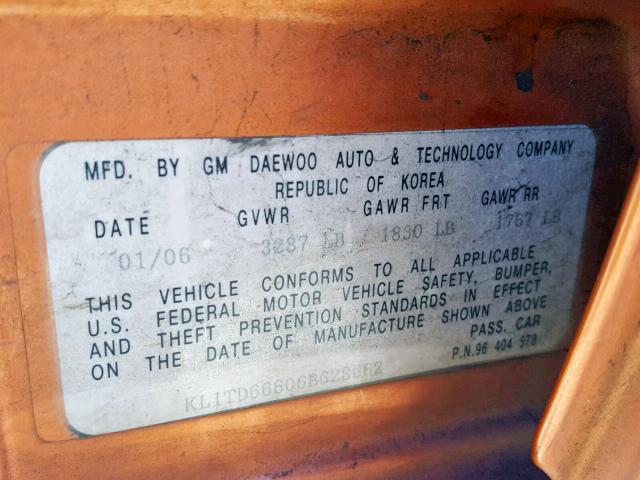 MFD. BY GM DAEWOO AUTO & TECHNOLOGY COMPANY
REPUBLIC OF KOREA
DATE GVWR GAWR FRT GAWR RR
01/06 3287 LB 1830 LB 1757 LB
THIS VEHICLE CONFORMS TO ALL APPLICABLE
U.S. FEDERAL MOTOR VEHICLE SAFETY, BUMPER,
AND THEFT PREVENTION STANDARDS IN EFFECT
ON THE DATE OF MANUFACTURE SHOWN ABOVE
PASS. CAR
P.N.96 404 578